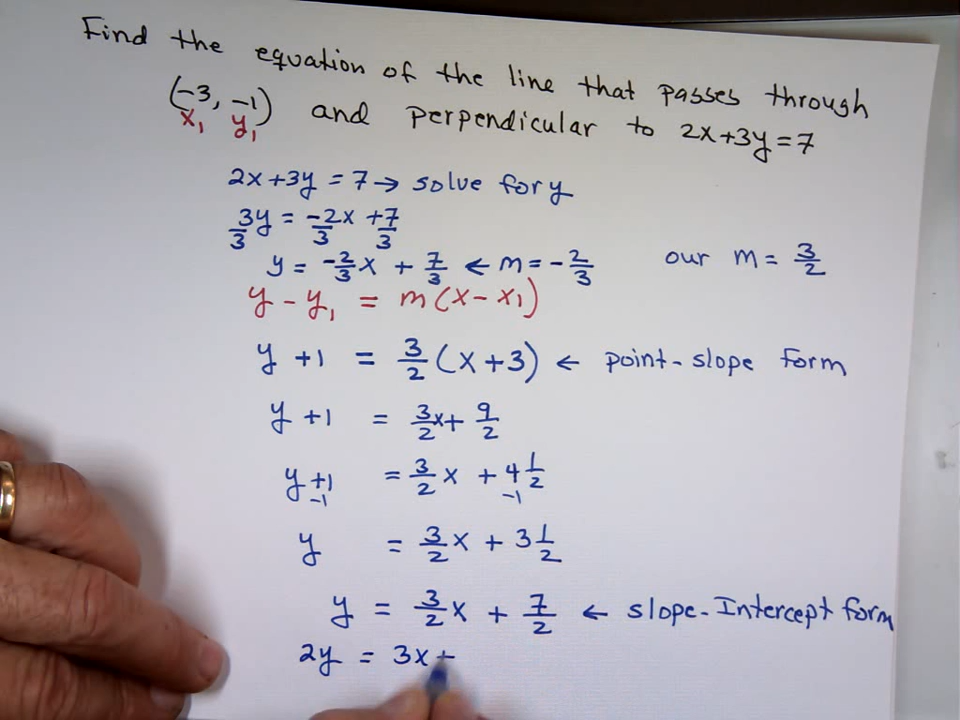 Find the equation of the line that passes through
(-3, -1) and perpendicular to 2x+3y=7
x₁ y₁
2x+3y = 7 → solve for y
3y/3 = -2x/3 + 7/3
y = -2/3 x + 7/3 ← m = -2/3 our m = 3/2
y - y₁ = m(x - x₁)
y +1 = 3/2 (x+3) ← point-slope form
y +1 = 3/2 x + 9/2
y +1 = 3/2 x + 4 1/2
-1 -1
y = 3/2 x + 3 1/2
y = 3/2 x + 7/2 ← slope-Intercept form
2y = 3x +